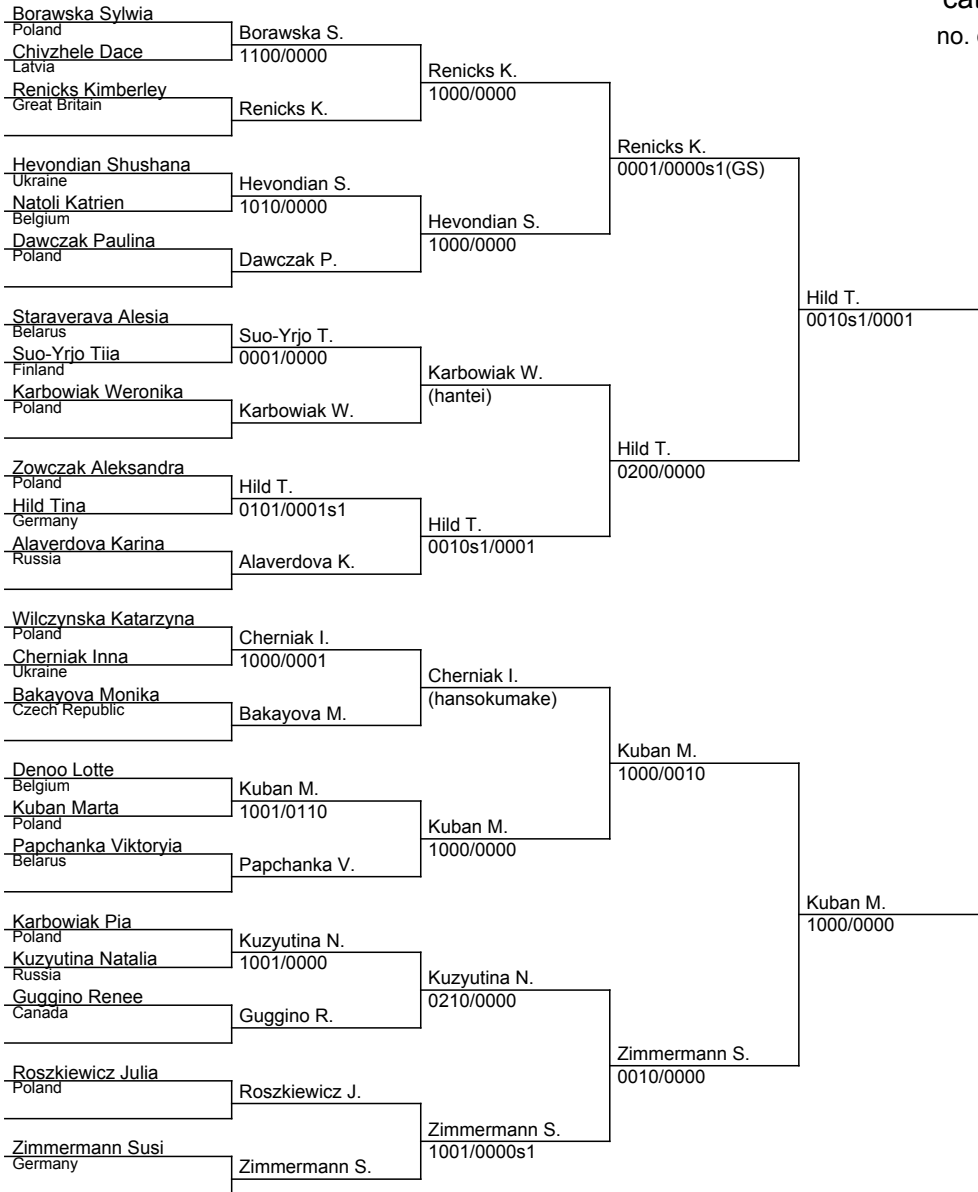 cat
no.
Borawska Sylwia
Poland
Chivzhele Dace
Latvia
Renicks Kimberley
Great Britain
Hevondian Shushana
Ukraine
Natoli Katrien
Belgium
Dawczak Paulina
Poland
Staraverava Alesia
Belarus
Suo-Yrjo Tiia
Finland
Karbowiak Weronika
Poland
Zowczak Aleksandra
Poland
Hild Tina
Germany
Alaverdova Karina
Russia
Wilczynska Katarzyna
Poland
Cherniak Inna
Ukraine
Bakayova Monika
Czech Republic
Denoo Lotte
Belgium
Kuban Marta
Poland
Papchanka Viktoryia
Belarus
Karbowiak Pia
Poland
Kuzyutina Natalia
Russia
Guggino Renee
Canada
Roszkiewicz Julia
Poland
Zimmermann Susi
Germany
Borawska S.
1100/0000
Renicks K.
Hevondian S.
1010/0000
Dawczak P.
Suo-Yrjo T.
0001/0000
Karbowiak W.
Hild T.
0101/0001s1
Alaverdova K.
Cherniak I.
1000/0001
Bakayova M.
Kuban M.
1001/0110
Papchanka V.
Kuzyutina N.
1001/0000
Guggino R.
Roszkiewicz J.
Zimmermann S.
Renicks K.
1000/0000
Hevondian S.
1000/0000
Karbowiak W.
(hantei)
Hild T.
0010s1/0001
Cherniak I.
(hansokumake)
Kuban M.
1000/0000
Kuzyutina N.
0210/0000
Zimmermann S.
1001/0000s1
Renicks K.
0001/0000s1(GS)
Hild T.
0200/0000
Kuban M.
1000/0010
Zimmermann S.
0010/0000
Hild T.
0010s1/0001
Kuban M.
1000/0000